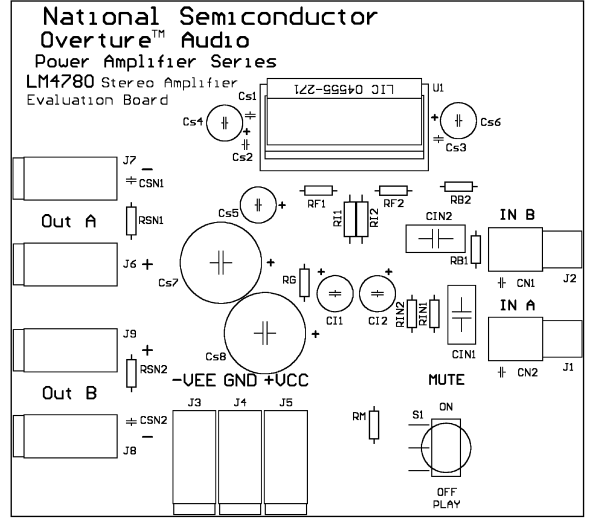 National Semiconductor
Overture™ Audio
Power Amplifier Series
LM4780 Stereo Amplifier
Evaluation Board
LIC 04555-271
U1
Cs1
Cs4
+
Cs2
+
Cs6
Cs3
J7
-
CSN1
RSN1
Out A
J6 +
Cs5
+
RF1
RI1
RI2
RF2
RB2
CIN2
RB1
IN B
J2
CN1
Cs7
+
RG
+
CI1
+
CI2
RIN2
RIN1
CIN1
IN A
J1
CN2
J9
+
RSN2
Cs8
+
Out B
CSN2
-
J8
-VEE GND +VCC
J3 J4 J5
MUTE
RM
S1
ON
OFF
PLAY